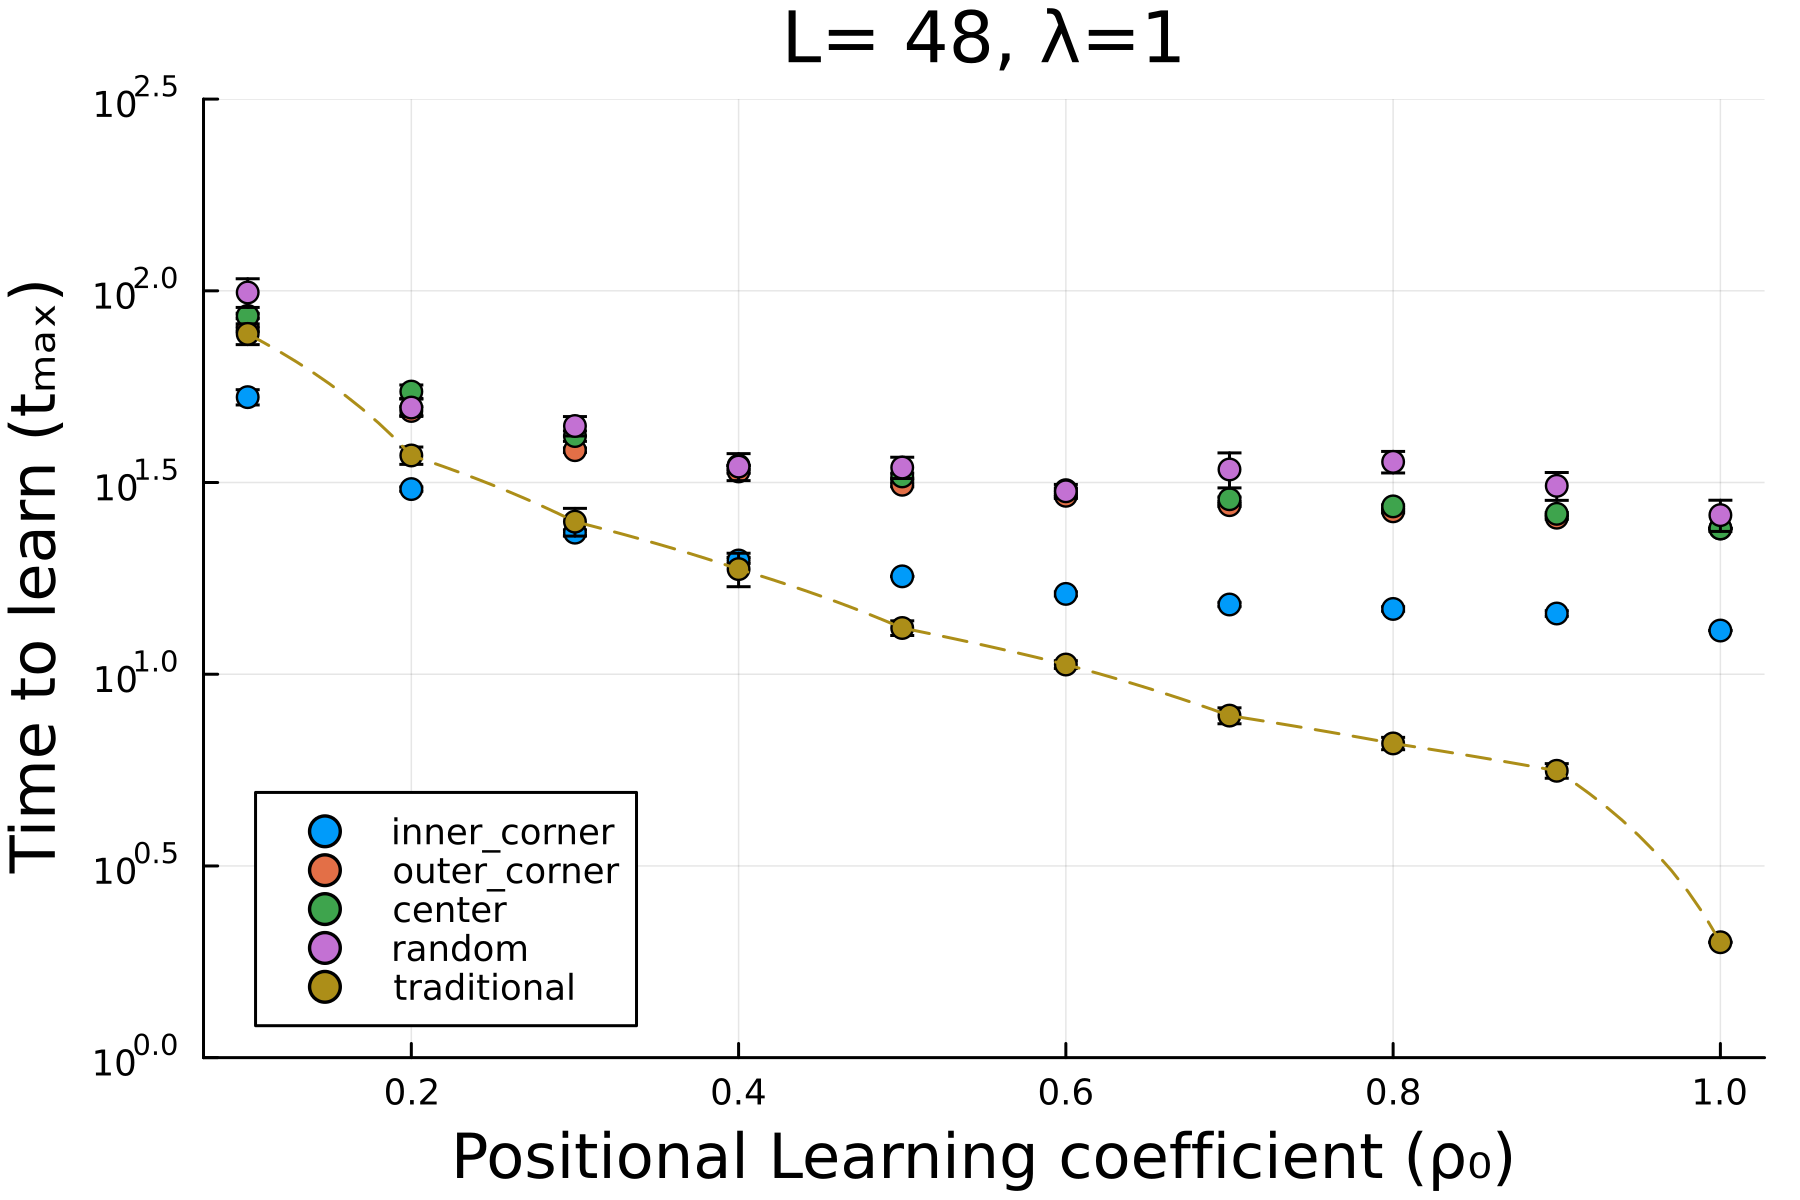 L= 48, λ=1
Time to learn (tₘₐₓ)
10^2.5
10^2.0
10^1.5
10^1.0
10^0.5
10^0.0
inner_corner
outer_corner
center
random
traditional
0.2 0.4 0.6 0.8 1.0
Positional Learning coefficient (ρ₀)